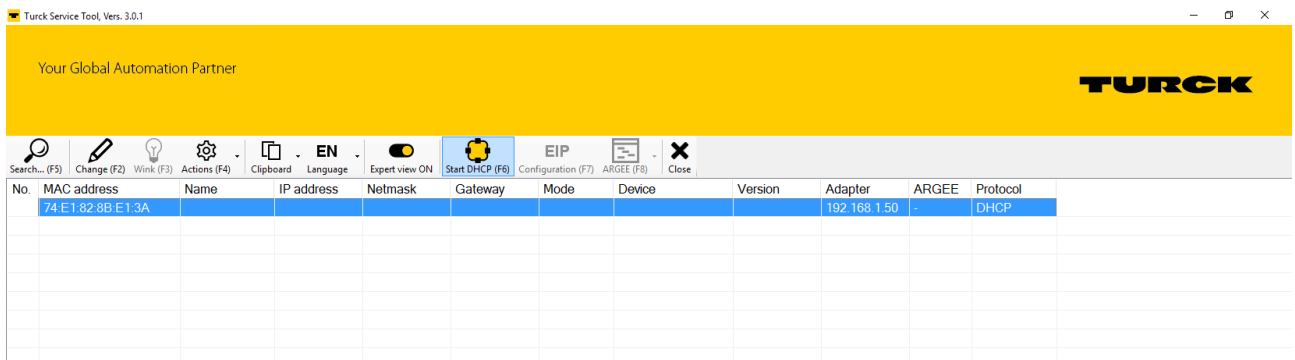 Turck Service Tool, Vers. 3.0.1
Your Global Automation Partner
TURCK
Search... (F5) Change (F2) Wink (F3) Actions (F4) Clipboard EN Language Expert view ON Start DHCP (F6) EIP Configuration (F7) ARGEE (F8) Close
No. MAC address Name IP address Netmask Gateway Mode Device Version Adapter ARGEE Protocol
74:E1:82:8B:E1:3A 192.168.1.50 - DHCP